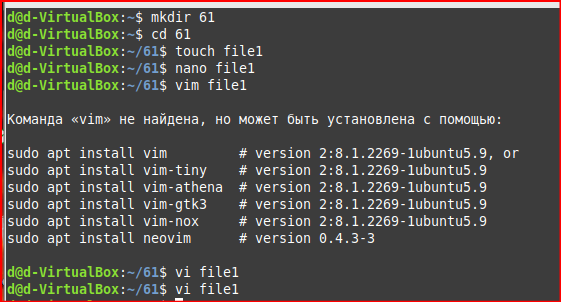 d@d-VirtualBox:~$ mkdir 61
d@d-VirtualBox:~$ cd 61
d@d-VirtualBox:~/61$ touch file1
d@d-VirtualBox:~/61$ nano file1
d@d-VirtualBox:~/61$ vim file1
Команда «vim» не найдена, но может быть установлена с помощью:
sudo apt install vim         # version 2:8.1.2269-1ubuntu5.9, or
sudo apt install vim-tiny    # version 2:8.1.2269-1ubuntu5.9
sudo apt install vim-athena  # version 2:8.1.2269-1ubuntu5.9
sudo apt install vim-gtk3    # version 2:8.1.2269-1ubuntu5.9
sudo apt install vim-nox     # version 2:8.1.2269-1ubuntu5.9
sudo apt install neovim      # version 0.4.3-3
d@d-VirtualBox:~/61$ vi file1
d@d-VirtualBox:~/61$ vi file1